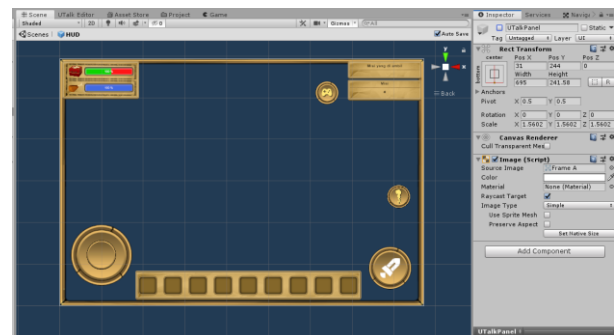 Scene
UTalk Editor
Asset Store
Project
Game
Shaded
2D
Gizmos
Scenes
HUD
Auto Save
Back
Inspector
Services
Naviga
UTalkPanel
Static
Tag Untagged Layer UI
Rect Transform
center Pos X Pos Y Pos Z
bottom
31 244 0
Width Height
695 241.58
R
Anchors
Pivot X 0.5 Y 0.5
Rotation X 0 Y 0 Z 0
Scale X 1.5602 Y 1.5602 Z 1.5602
Canvas Renderer
Cull Transparent Mes
Image (Script)
Source Image Frame A
Color
Material None (Material)
Raycast Target
Image Type Simple
Use Sprite Mesh
Preserve Aspect
Set Native Size
Add Component
UTalkPanel